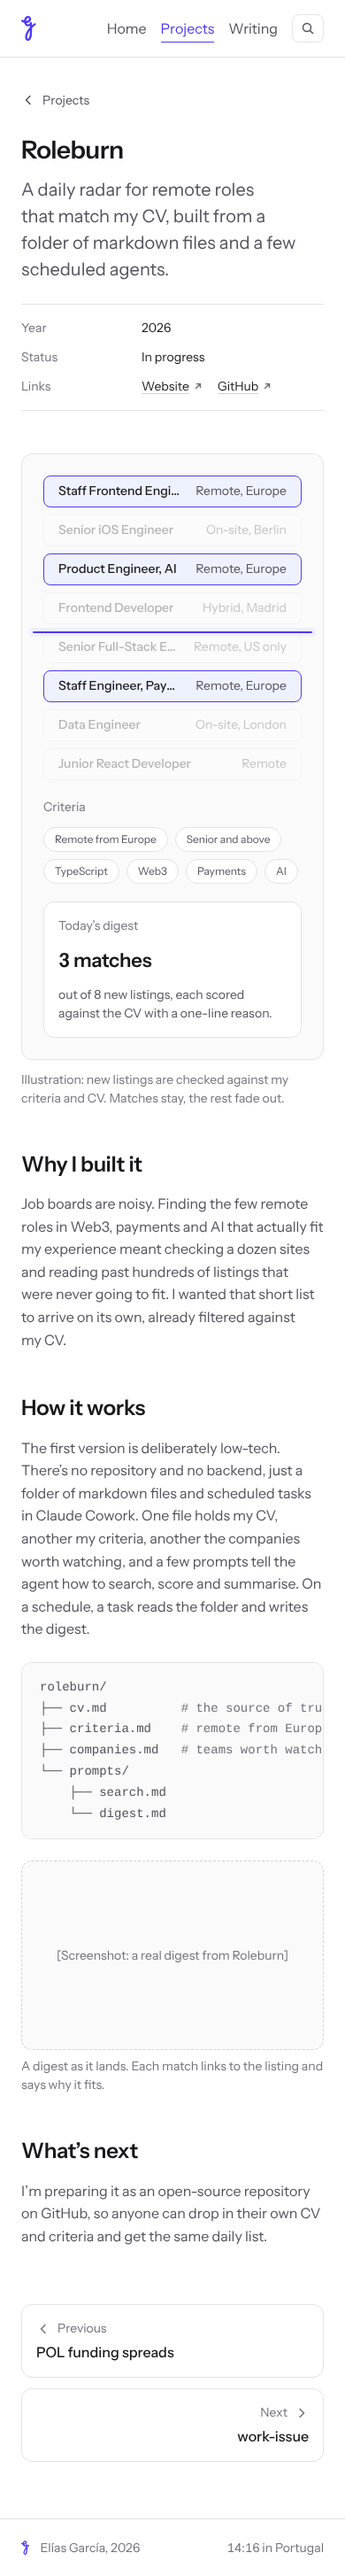 Home Projects Writing
Projects
Roleburn
A daily radar for remote roles
that match my CV, built from a
folder of markdown files and a few
scheduled agents.
Year 2026
Status In progress
Links Website GitHub
Staff Frontend Engi... Remote, Europe
Senior iOS Engineer On-site, Berlin
Product Engineer, AI Remote, Europe
Frontend Developer Hybrid, Madrid
Senior Full-Stack E... Remote, US only
Staff Engineer, Pay... Remote, Europe
Data Engineer On-site, London
Junior React Developer Remote
Criteria
Remote from Europe Senior and above
TypeScript Web3 Payments AI
Today's digest
3 matches
out of 8 new listings, each scored
against the CV with a one-line reason.
Illustration: new listings are checked against my
criteria and CV. Matches stay, the rest fade out.
Why I built it
Job boards are noisy. Finding the few remote
roles in Web3, payments and AI that actually fit
my experience meant checking a dozen sites
and reading past hundreds of listings that
were never going to fit. I wanted that short list
to arrive on its own, already filtered against
my CV.
How it works
The first version is deliberately low-tech.
There's no repository and no backend, just a
folder of markdown files and scheduled tasks
in Claude Cowork. One file holds my CV,
another my criteria, another the companies
worth watching, and a few prompts tell the
agent how to search, score and summarise. On
a schedule, a task reads the folder and writes
the digest.
roleburn/
├── cv.md # the source of tru
├── criteria.md # remote from Europ
├── companies.md # teams worth watch
└── prompts/
├── search.md
└── digest.md
[Screenshot: a real digest from Roleburn]
A digest as it lands. Each match links to the listing and
says why it fits.
What's next
I'm preparing it as an open-source repository
on GitHub, so anyone can drop in their own CV
and criteria and get the same daily list.
Previous
POL funding spreads
Next
work-issue
Elías García, 2026 14:16 in Portugal